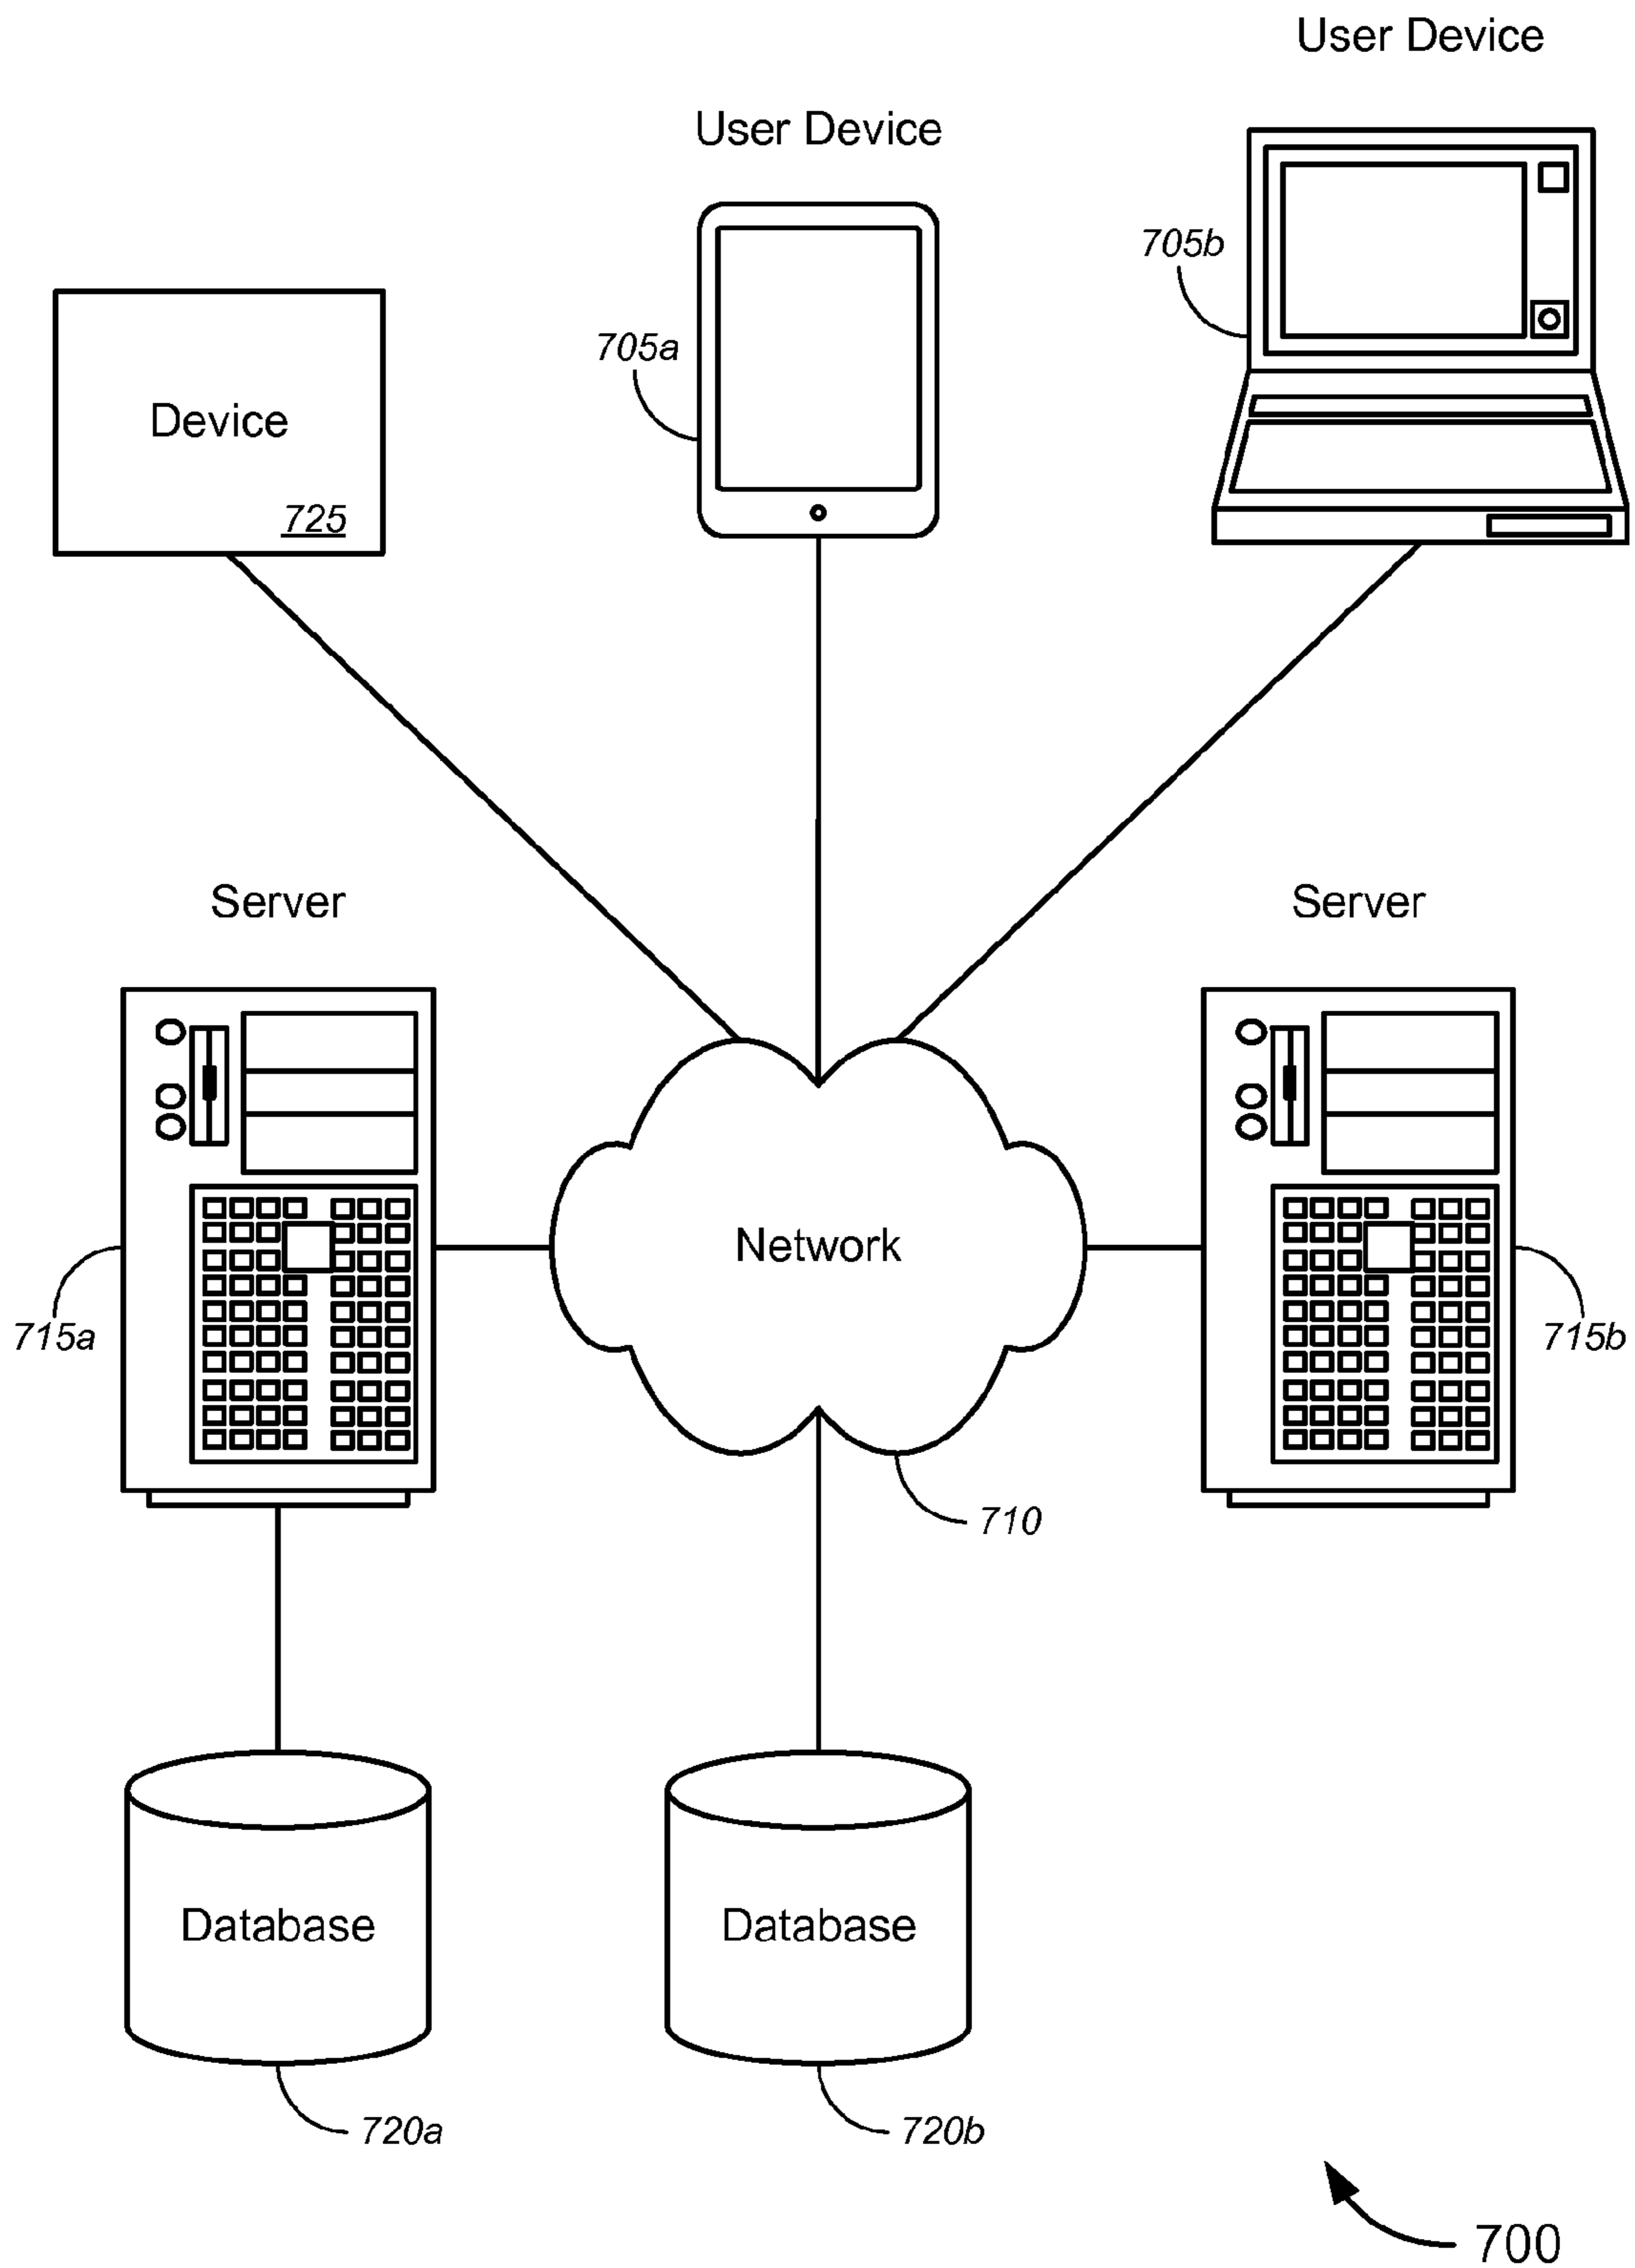 User Device
User Device
705b
705a
Device
725
Server
Server
Network
715a
715b
710
Database
Database
720a
720b
700